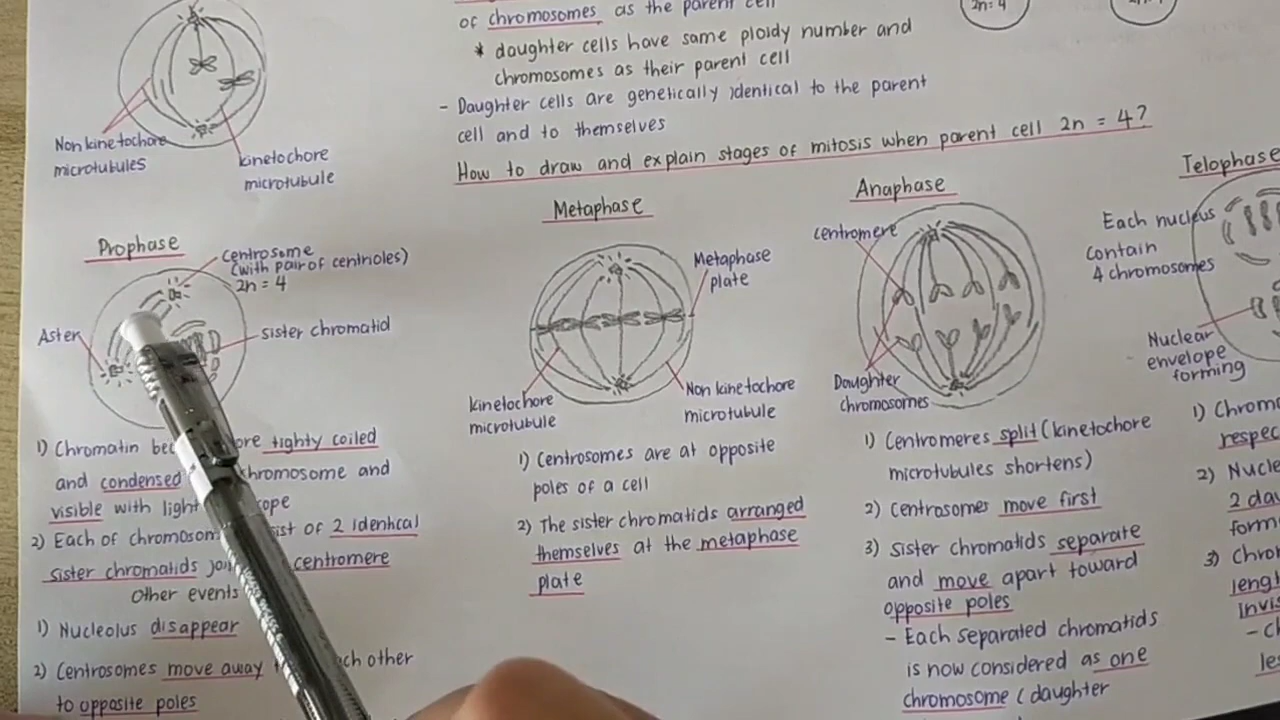 of chromosomes as the parent cell
* daughter cells have same ploidy number and
chromosomes as their parent cell
- Daughter cells are genetically identical to the parent
cell and to themselves
2n=4
Non kinetochore
microtubules
kinetochore
microtubule
How to draw and explain stages of mitosis when parent cell 2n = 4?
Prophase
centrosome
(with pair of centrioles)
2n = 4
Aster
sister chromatid
1) Chromatin ore tighty coiled
and condensed chromosome and
visible with light
2) Each of of 2 identical
sister chromatids centromere
Other events
1) Nucleolus disappear
2) Centrosomes move away other
to opposite poles
Metaphase
Metaphase
plate
kinetochore
microtubule
Non kinetochore
microtubule
1) Centrosomes are at opposite
poles of a cell
2) The sister chromatids arranged
themselves at the metaphase
plate
Anaphase
centromere
Daughter
chromosomes
1) Centromeres split (kinetochore
microtubules shortens)
2) Centrosomes move first
3) Sister chromatids separate
and move apart toward
opposite poles
- Each separated chromatids
is now considered as one
chromosome (daughter
Telophase
Each nucleus
contain
4 chromosomes
Nuclear
envelope
forming
1)
2)
2
3)